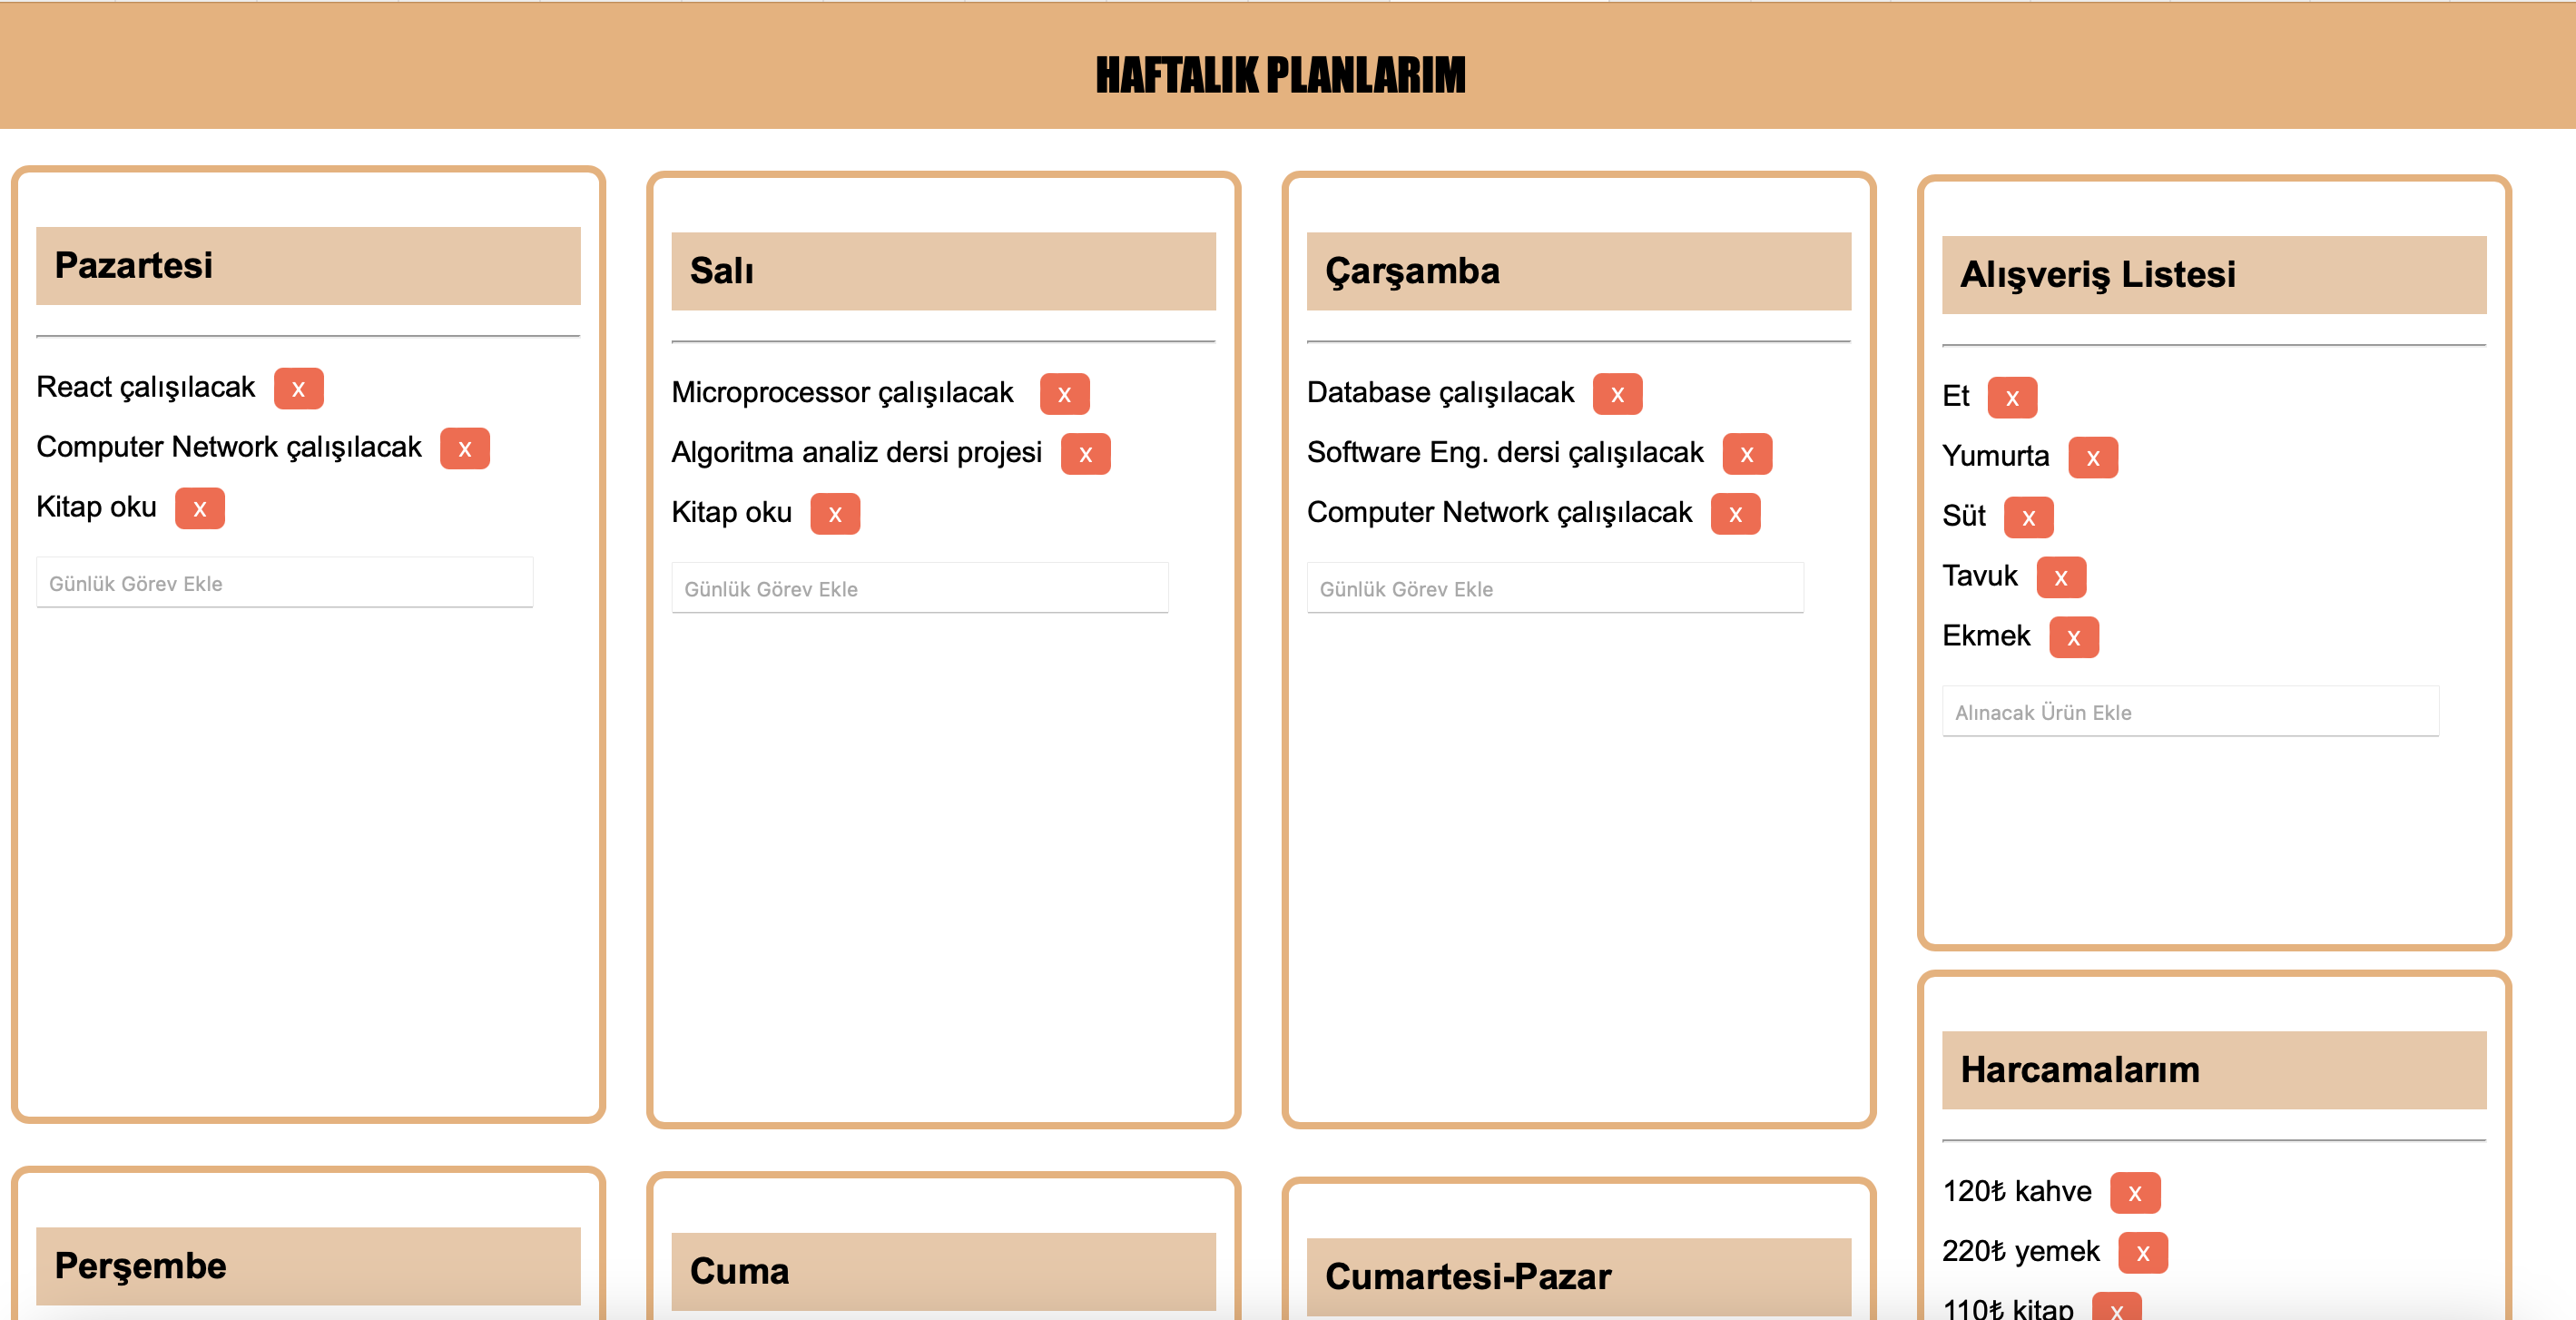 HAFTALIK PLANLARIM
Pazartesi
React çalışılacak x
Computer Network çalışılacak x
Kitap oku x
Günlük Görev Ekle
Salı
Microprocessor çalışılacak x
Algoritma analiz dersi projesi x
Kitap oku x
Günlük Görev Ekle
Çarşamba
Database çalışılacak x
Software Eng. dersi çalışılacak x
Computer Network çalışılacak x
Günlük Görev Ekle
Alışveriş Listesi
Et x
Yumurta x
Süt x
Tavuk x
Ekmek x
Alınacak Ürün Ekle
Perşembe
Cuma
Cumartesi-Pazar
Harcamalarım
120₺ kahve x
220₺ yemek x
110₺ kitap x